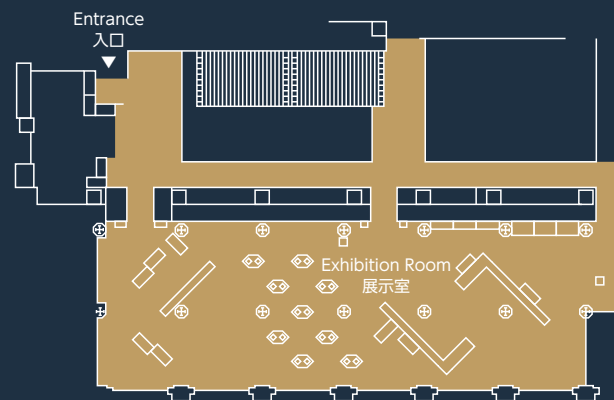 Entrance
入口
Exhibition Room
展示室